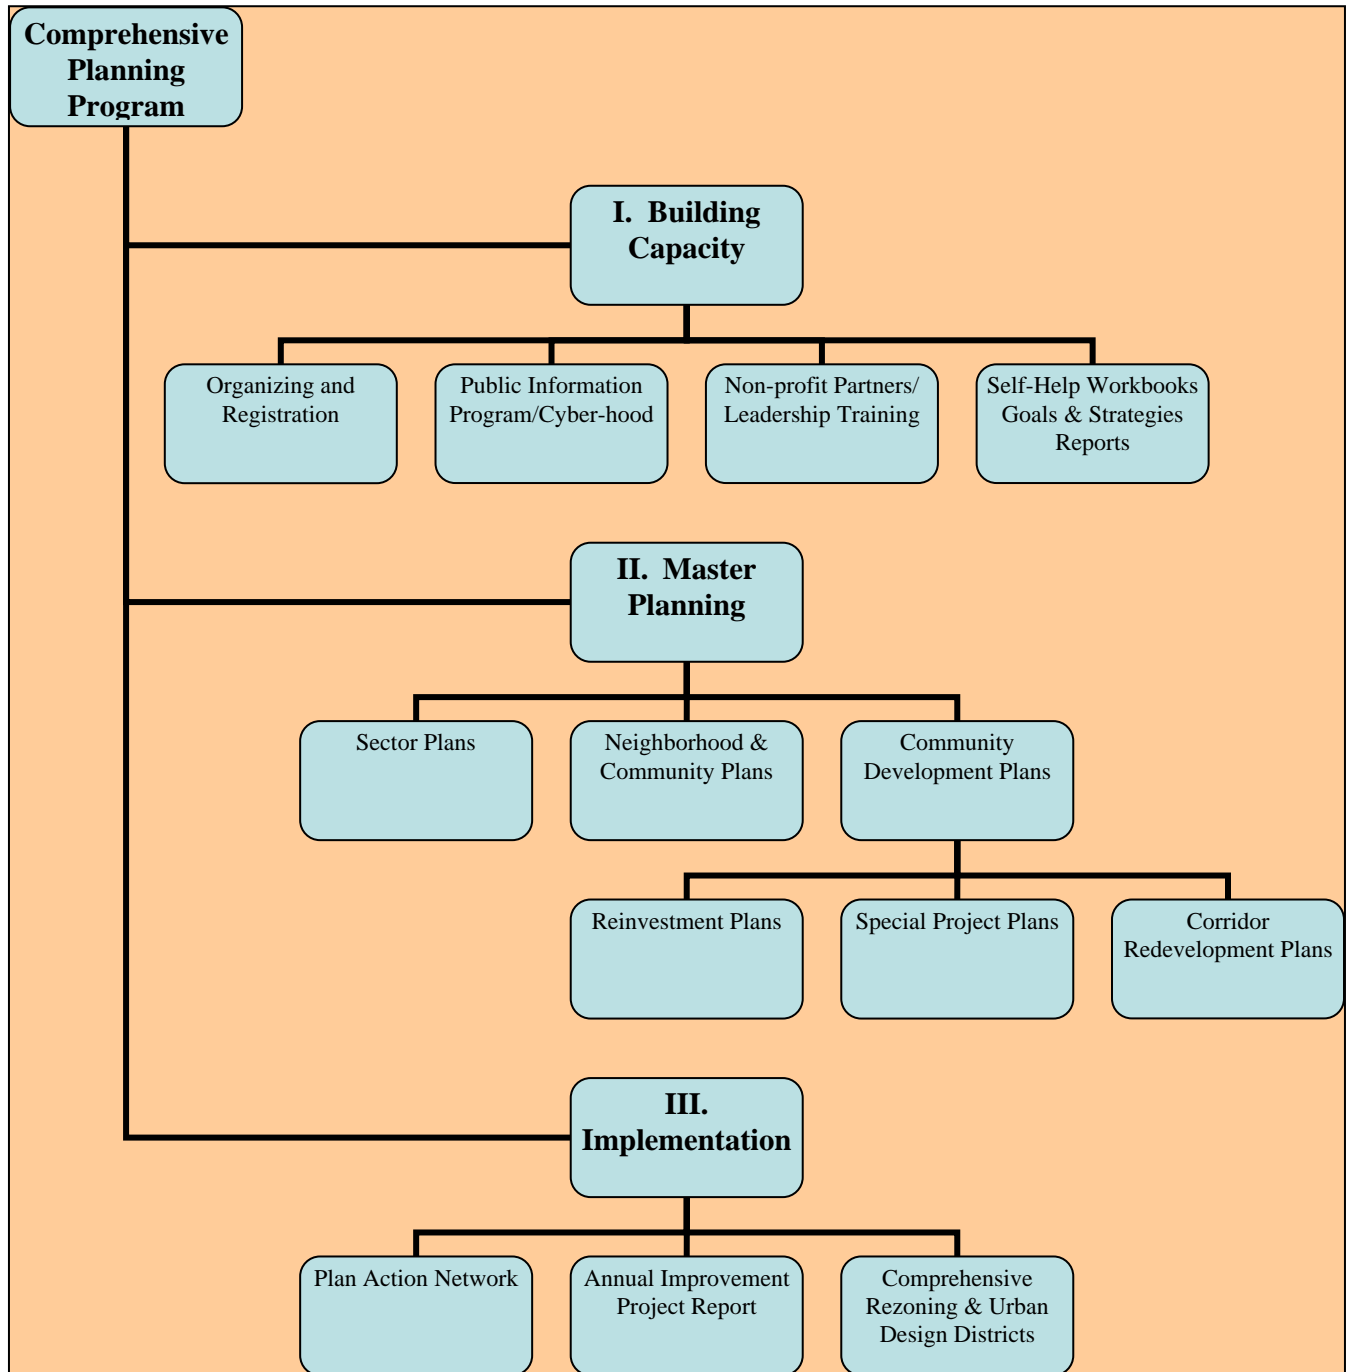 Comprehensive
Planning
Program
I. Building
Capacity
Organizing and
Registration
Public Information
Program/Cyber-hood
Non-profit Partners/
Leadership Training
Self-Help Workbooks
Goals & Strategies
Reports
II. Master
Planning
Sector Plans
Neighborhood &
Community Plans
Community
Development Plans
Reinvestment Plans
Special Project Plans
Corridor
Redevelopment Plans
III.
Implementation
Plan Action Network
Annual Improvement
Project Report
Comprehensive
Rezoning & Urban
Design Districts